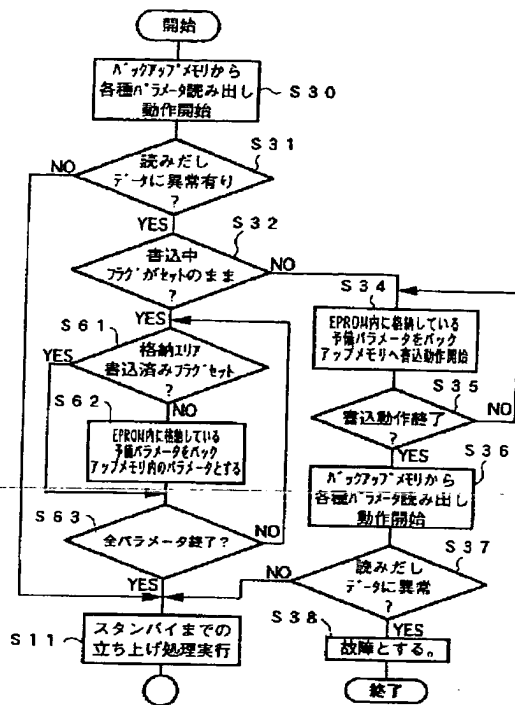 開始
バックアップメモリから
各種パラメータ読み出し
動作開始
S30
読みだし
データに異常有り
?
S31
NO
YES
書込中
フラグがセットのまま
?
S32
NO
YES
S61
格納エリア
書込済みフラグセット
?
YES
NO
S62
EPROM内に格納している
予備パラメータをバック
アップメモリ内のパラメータとする
S63
全パラメータ終了?
NO
YES
S11
スタンバイまでの
立ち上げ処理実行
S34
EPROM内に格納している
予備パラメータをバック
アップメモリへ書込動作開始
S35
書込動作終了
?
NO
YES
S36
バックアップメモリから
各種パラメータ読み出し
動作開始
S37
読みだし
データに異常
?
NO
YES
S38
故障とする。
終了